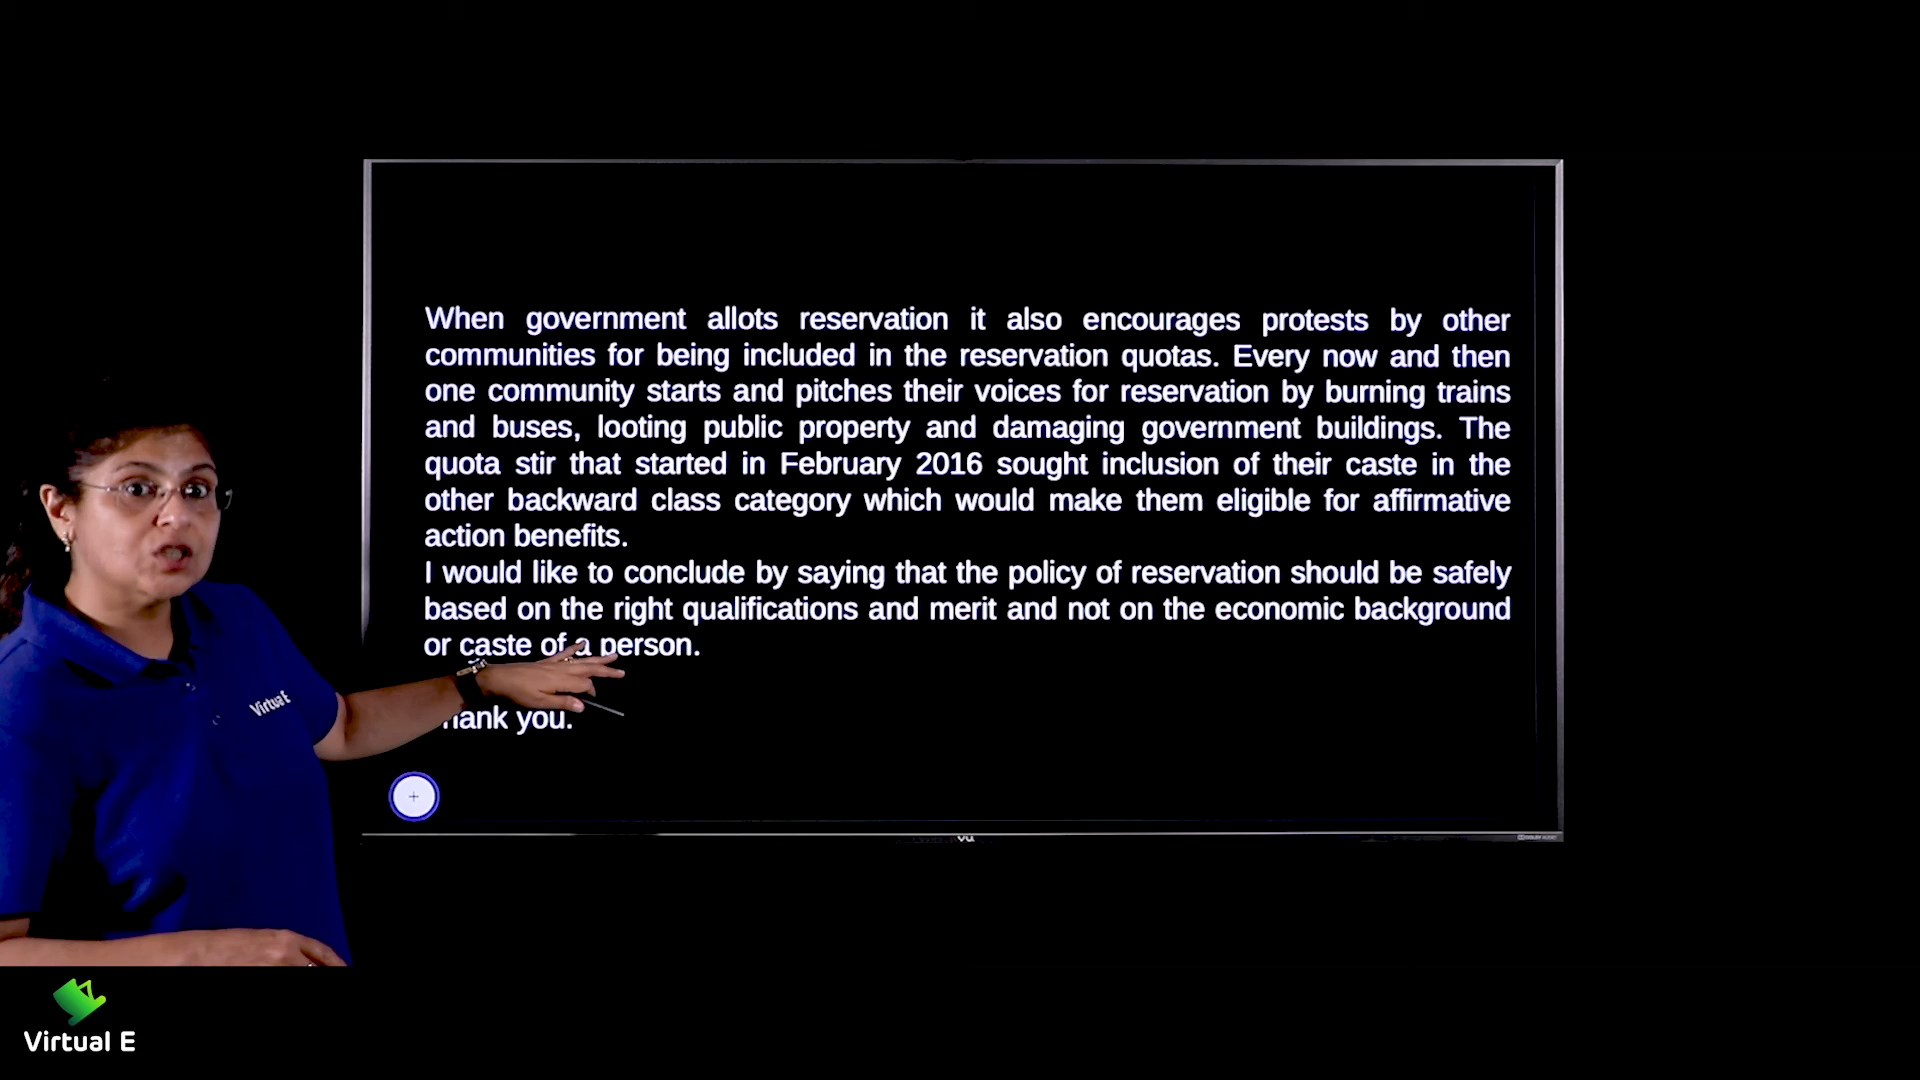 When government allots reservation it also encourages protests by other
communities for being included in the reservation quotas. Every now and then
one community starts and pitches their voices for reservation by burning trains
and buses, looting public property and damaging government buildings. The
quota stir that started in February 2016 sought inclusion of their caste in the
other backward class category which would make them eligible for affirmative
action benefits.
I would like to conclude by saying that the policy of reservation should be safely
based on the right qualifications and merit and not on the economic background
or caste of a person.
hank you.
Virtual E
Virtual E